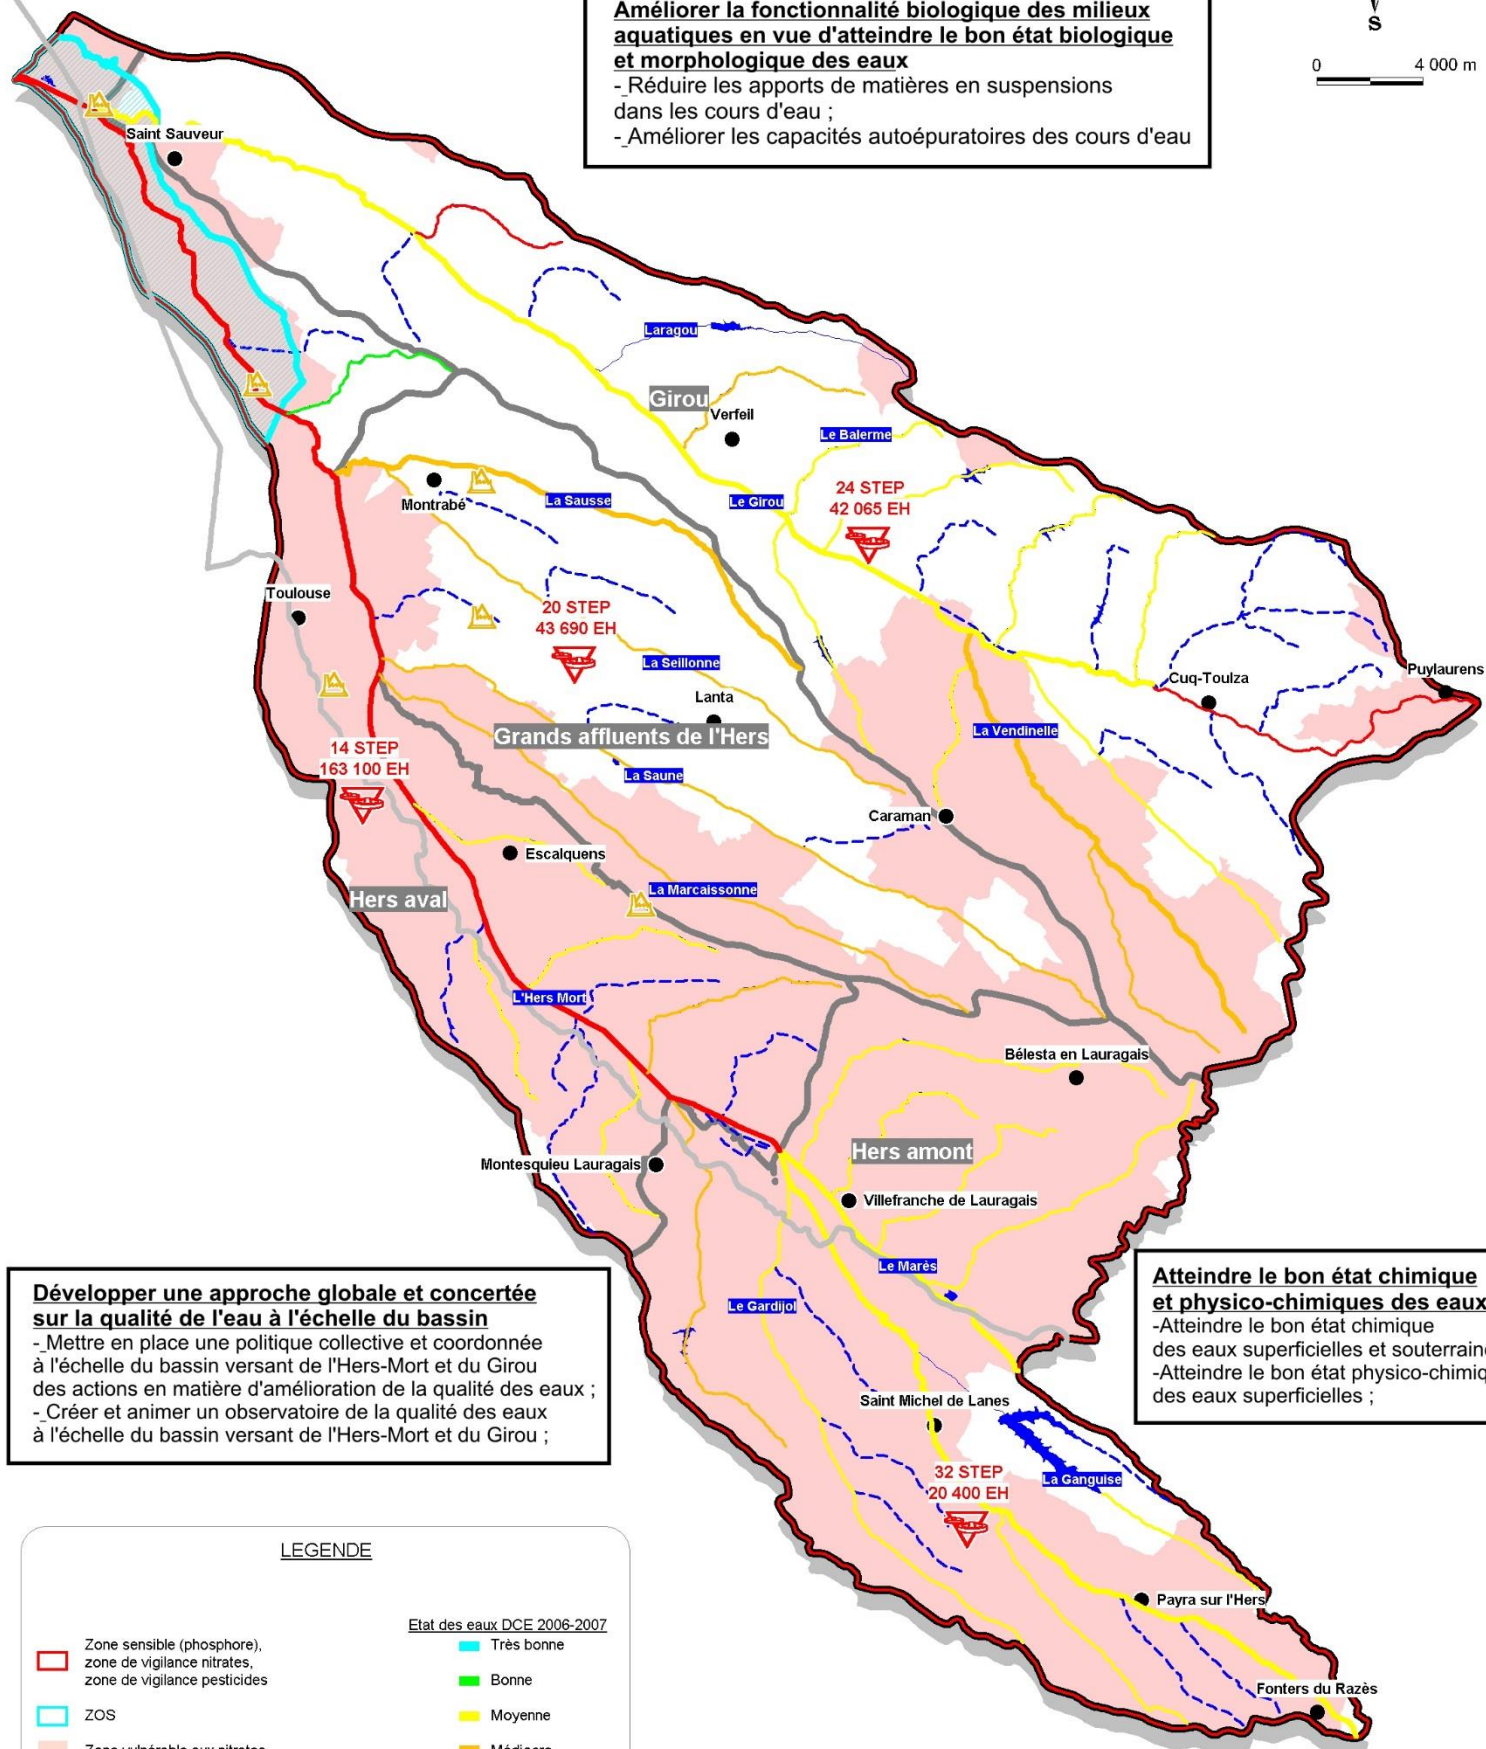 Améliorer la fonctionnalité biologique des milieux
aquatiques en vue d'atteindre le bon état biologique
et morphologique des eaux
- Réduire les apports de matières en suspensions
dans les cours d'eau ;
- Améliorer les capacités autoépuratoires des cours d'eau
S
0 4 000 m
Saint Sauveur
Laragou
Girou
Verfeil
Le Balerme
Montrabé
La Sausse
Le Girou
24 STEP
42 065 EH
Toulouse
20 STEP
43 690 EH
La Seillonne
Lanta
Grands affluents de l'Hers
Puylaurens
Cuq-Toulza
La Vendinelle
14 STEP
163 100 EH
La Saune
Caraman
Escalquens
Hers aval
La Marcaissonne
L'Hers Mort
Bélesta en Lauragais
Hers amont
Montesquieu Lauragais
Villefranche de Lauragais
Le Marès
Le Gardijol
Développer une approche globale et concertée
sur la qualité de l'eau à l'échelle du bassin
- Mettre en place une politique collective et coordonnée
à l'échelle du bassin versant de l'Hers-Mort et du Girou
des actions en matière d'amélioration de la qualité des eaux ;
- Créer et animer un observatoire de la qualité des eaux
à l'échelle du bassin versant de l'Hers-Mort et du Girou ;
Atteindre le bon état chimique
et physico-chimiques des eaux
-Atteindre le bon état chimique
des eaux superficielles et souterraine
-Atteindre le bon état physico-chimiq
des eaux superficielles ;
Saint Michel de Lanes
32 STEP
20 400 EH
La Ganguise
Payra sur l'Hers
Fonters du Razès
LEGENDE
Zone sensible (phosphore),
zone de vigilance nitrates,
zone de vigilance pesticides
ZOS
Zone vulnérable aux nitrates
Etat des eaux DCE 2006-2007
Très bonne
Bonne
Moyenne
Médiocre